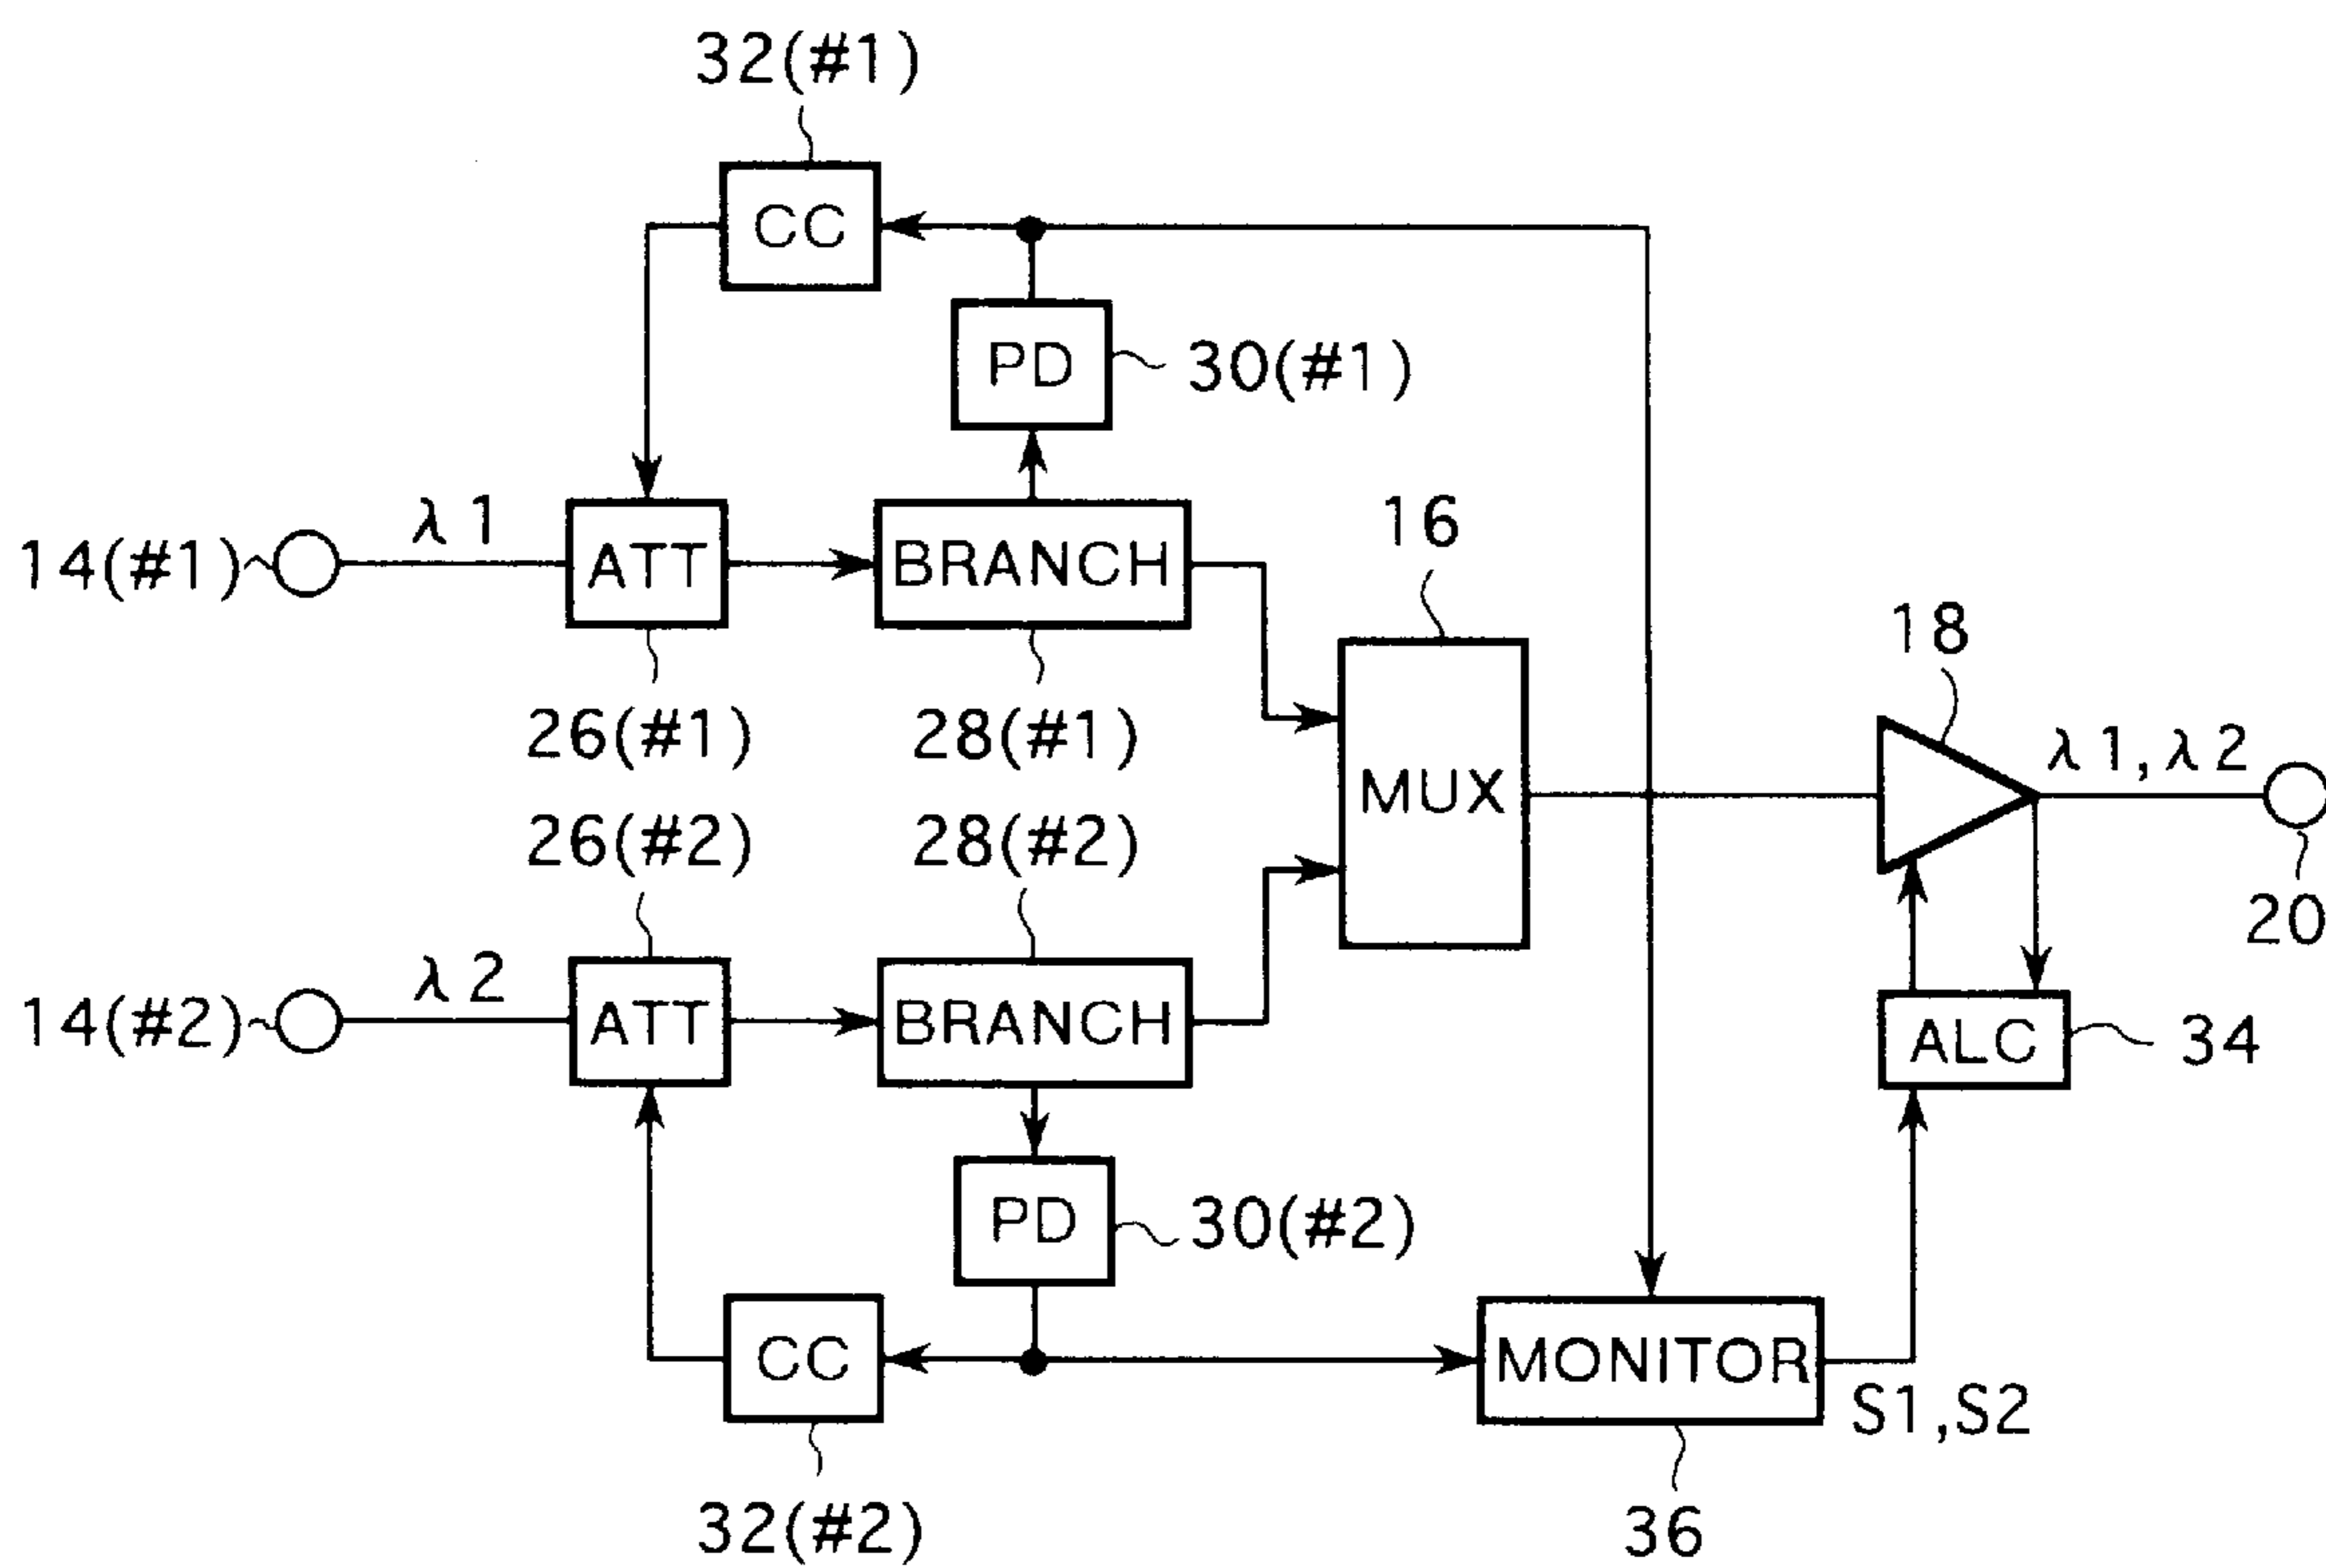 32(#1)
CC
PD
30(#1)
14(#1)
λ1
ATT
BRANCH
16
18
26(#1)
28(#1)
MUX
λ1,λ2
26(#2)
28(#2)
20
14(#2)
λ2
ATT
BRANCH
ALC
34
PD
30(#2)
CC
MONITOR
S1,S2
32(#2)
36